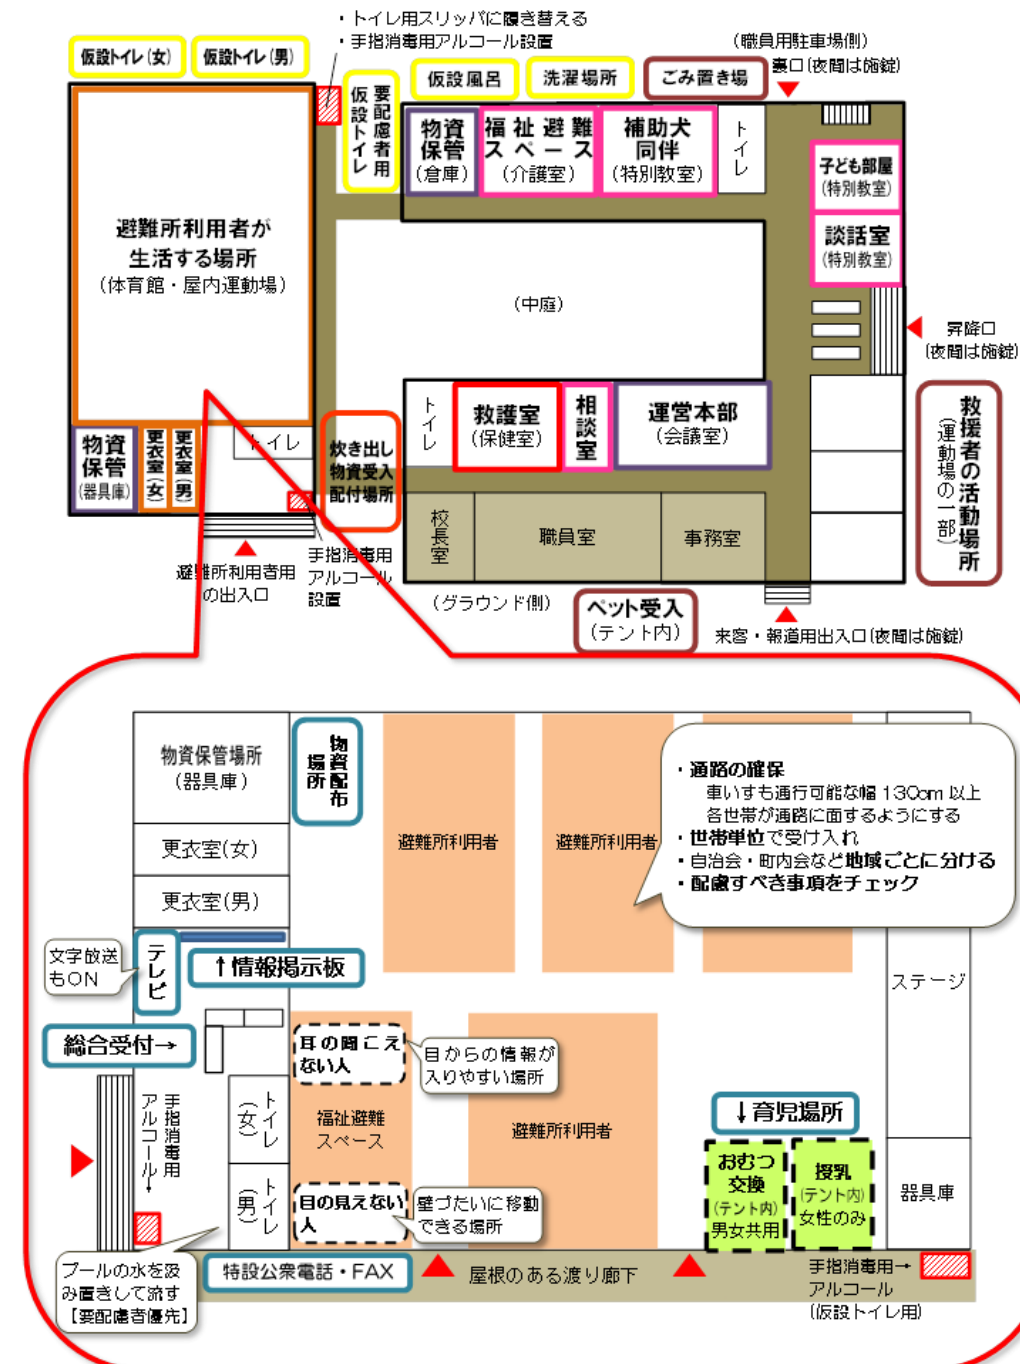 ・トイレ用スリッパに履き替える
・手指消毒用アルコール設置
仮設トイレ(女)
仮設トイレ(男)
要配慮者用
仮設トイレ
仮設風呂
洗濯場所
ごみ置き場
(職員用駐車場側)
裏口(夜間は施錠)
物資
保管
(倉庫)
福祉避難
スペース
(介護室)
補助犬
同伴
(特別教室)
トイレ
子ども部屋
(特別教室)
談話室
(特別教室)
避難所利用者が
生活する場所
(体育館・屋内運動場)
(中庭)
昇降口
(夜間は施錠)
トイレ
救護室
(保健室)
相談室
運営本部
(会議室)
救援者の活動場所
(運動場の一部)
物資
保管
(器具庫)
更衣室(女)
更衣室(男)
トイレ
炊き出し
物資受入
配付場所
校長室
職員室
事務室
避難所利用者用
の出入口
手指消毒用
アルコール
設置
(グラウンド側)
ペット受入
(テント内)
来客・報道用出入口(夜間は施錠)
物資保管場所
(器具庫)
物資配布
場所
・通路の確保
車いすも通行可能な幅130cm以上
各世帯が通路に面するようにする
・世帯単位で受け入れ
・自治会・町内会など地域ごとに分ける
・配慮すべき事項をチェック
避難所利用者
避難所利用者
更衣室(女)
更衣室(男)
文字放送
もON
テレビ
↑情報掲示板
ステージ
総合受付→
耳の聞こえ
ない人
目からの情報が
入りやすい場所
手指消毒用
アルコール→
トイレ
(女)
福祉避難
スペース
避難所利用者
↓育児場所
おむつ
交換
(テント内)
男女共用
授乳
(テント内)
女性のみ
器具庫
トイレ
(男)
目の見えない
人
壁づたいに移動
できる場所
プールの水を汲
み置きして流す
【要配慮者優先】
特設公衆電話・FAX
屋根のある渡り廊下
手指消毒用→
アルコール
(仮設トイレ用)